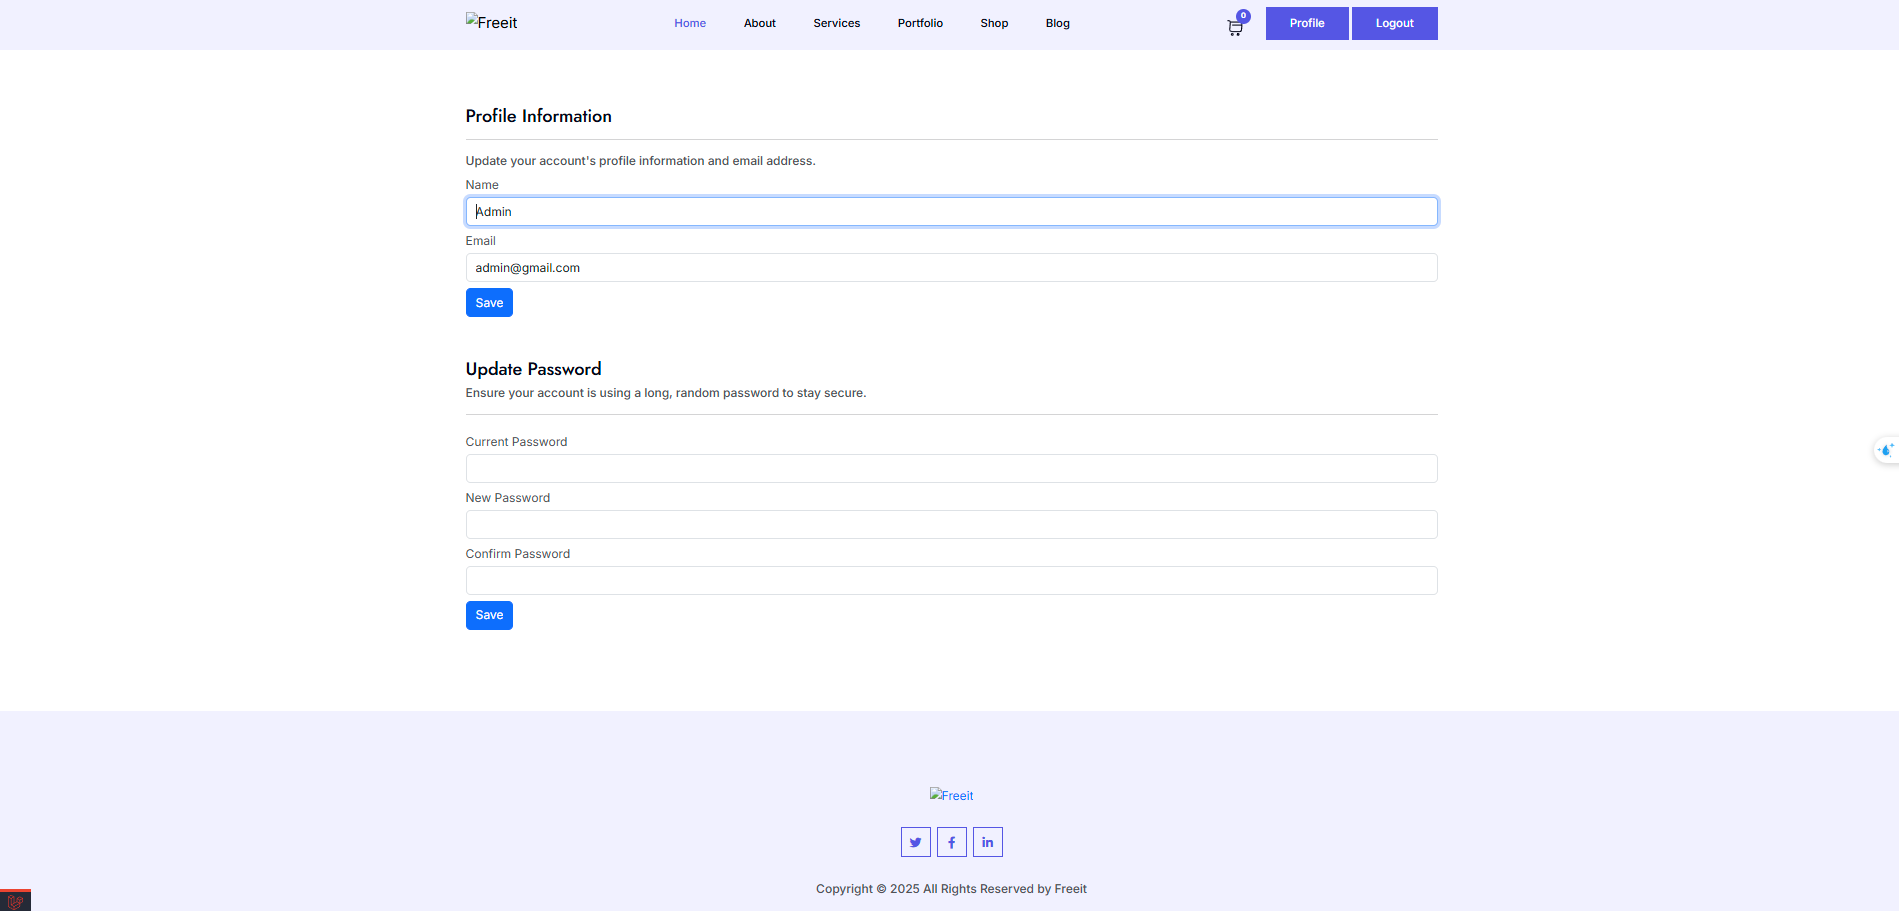 Freeit
Home About Services Portfolio Shop Blog
0
Profile Logout
Profile Information
Update your account's profile information and email address.
Name
Admin
Email
admin@gmail.com
Save
Update Password
Ensure your account is using a long, random password to stay secure.
Current Password
New Password
Confirm Password
Save
Freeit
Copyright © 2025 All Rights Reserved by Freeit